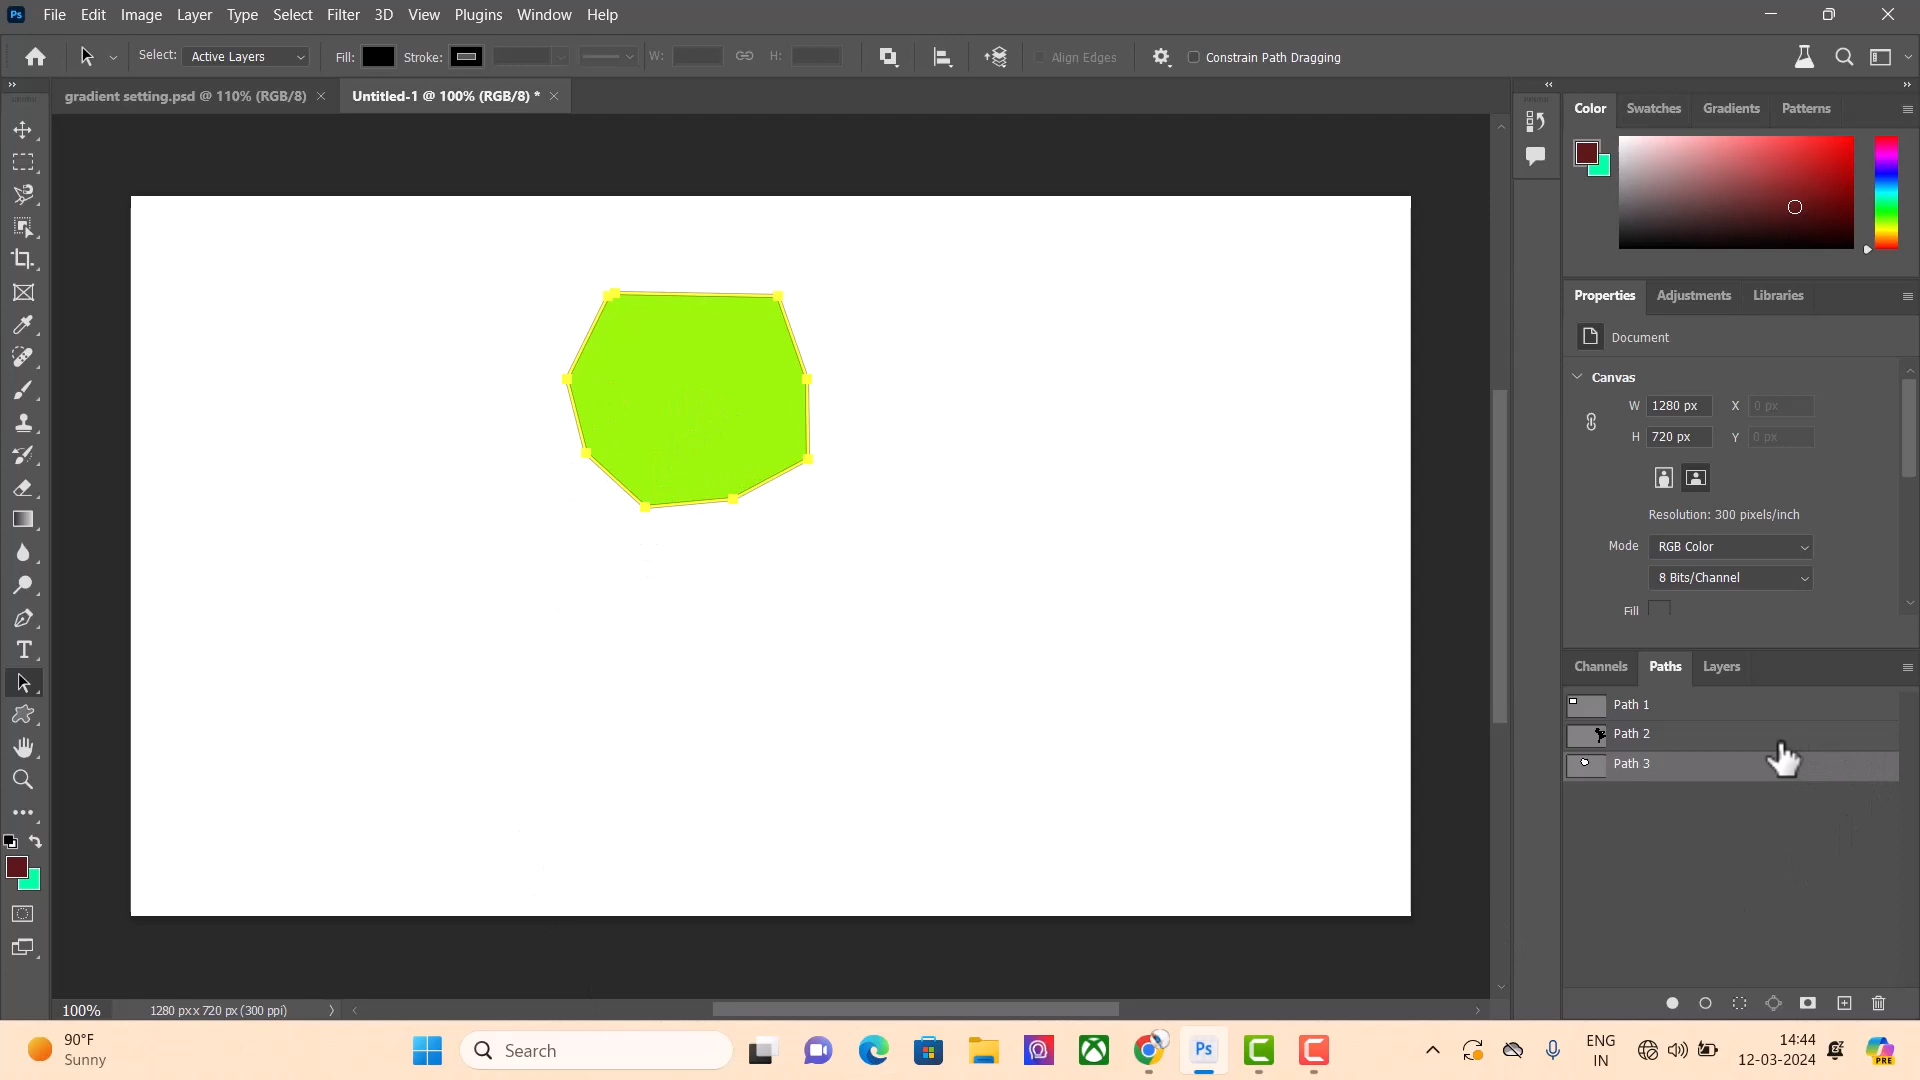 Ps File Edit Image Layer Type Select Filter 3D View Plugins Window Help
Select: Active Layers Fill: Stroke: W: H: Align Edges Constrain Path Dragging
gradient setting.psd @ 110% (RGB/8) Untitled-1 @ 100% (RGB/8) *
Color Swatches Gradients Patterns
Properties Adjustments Libraries
Document
Canvas
W 1280 px X 0 px
H 720 px Y 0 px
Resolution: 300 pixels/inch
Mode RGB Color
8 Bits/Channel
Fill
Channels Paths Layers
Path 1
Path 2
Path 3
100% 1280 px x 720 px (300 ppi)
90°F
Sunny
Search
Ps
ENG
IN
14:44
12-03-2024
PRE